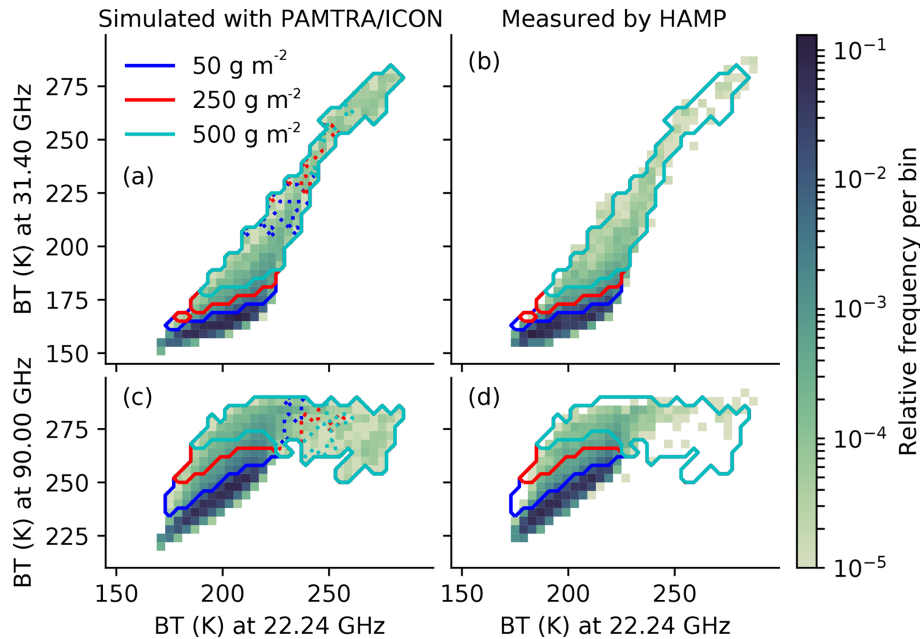 Simulated with PAMTRA/ICON
Measured by HAMP
50 g m⁻²
250 g m⁻²
500 g m⁻²
(a)
(b)
BT (K) at 31.40 GHz
275
250
225
200
175
150
(c)
(d)
BT (K) at 90.00 GHz
275
250
225
150
200
250
BT (K) at 22.24 GHz
150
200
250
BT (K) at 22.24 GHz
10⁻¹
10⁻²
10⁻³
10⁻⁴
10⁻⁵
Relative frequency per bin